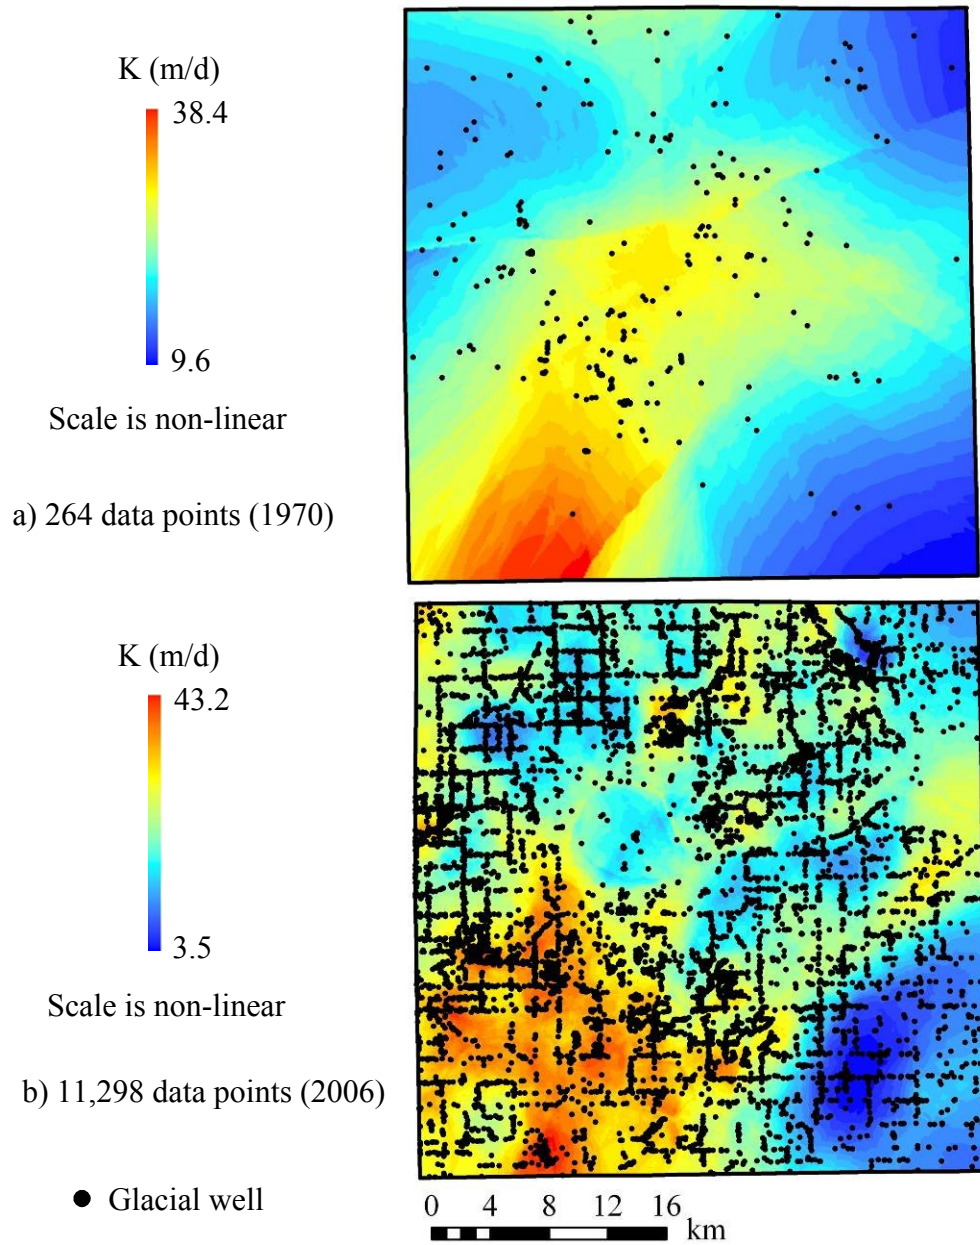 K (m/d)
38.4
9.6
Scale is non-linear
a) 264 data points (1970)
K (m/d)
43.2
3.5
Scale is non-linear
b) 11,298 data points (2006)
Glacial well
0 4 8 12 16
km